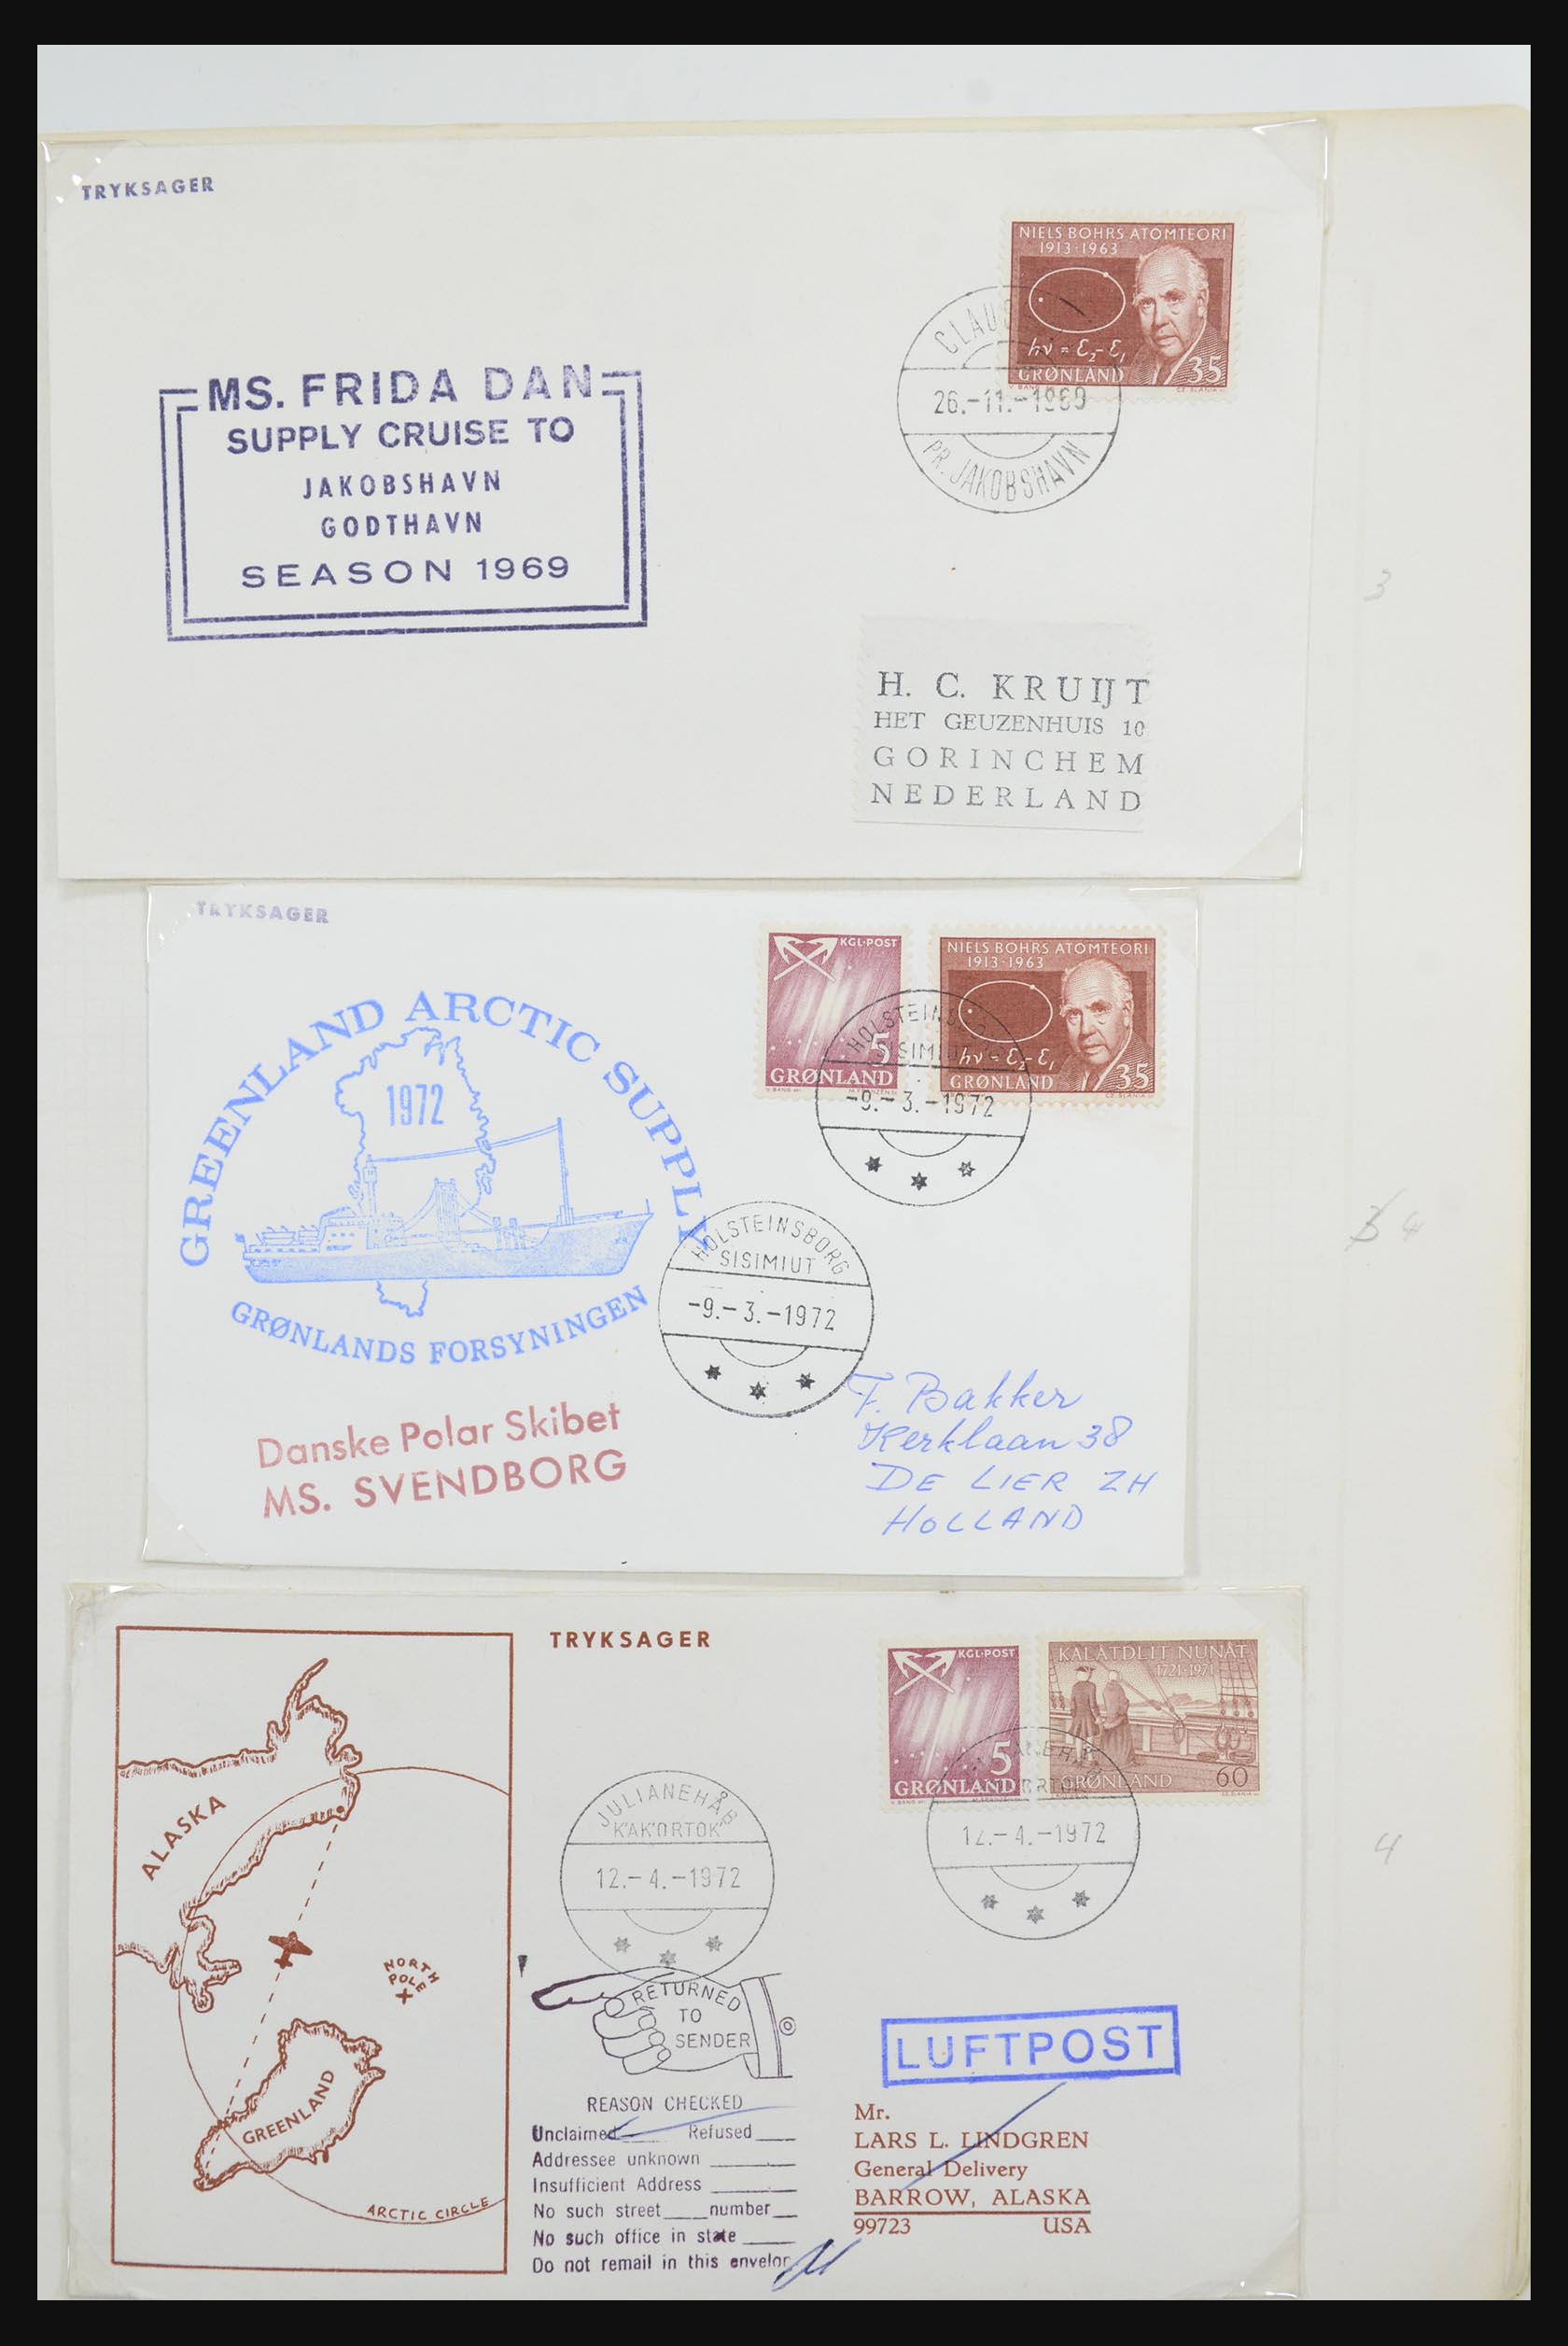 TRYKSAGER
NIELS BOHRS ATOMTEORI
1913-1963
hν = ε₂-ε₁
GRØNLAND 35
26.-11.-1969
PR. JAKOBSHAVN
MS. FRIDA DAN
SUPPLY CRUISE TO
JAKOBSHAVN
GODTHAVN
SEASON 1969
3
H. C. KRUIJT
HET GEUZENHUIS 10
GORINCHEM
NEDERLAND
TRYKSAGER
KGL·POST
5
GRØNLAND
NIELS BOHRS ATOMTEORI
1913-1963
hν = ε₂-ε₁
GRØNLAND 35
-9.-3.-1972
GREENLAND ARCTIC SUPPLY
1972
GRØNLANDS FORSYNINGEN
HOLSTEINSBORG
SISIMIUT
-9.-3.-1972
Danske Polar Skibet
MS. SVENDBORG
F. Bakker
Kerklaan 38
DE LIER ZH
HOLLAND
4
TRYKSAGER
KGL·POST
5
GRØNLAND
KALÂTDLIT NUNÂT
1721·1971
GRØNLAND 60
12.-4.-1972
ALASKA
NORTH
POLE
GREENLAND
ARCTIC CIRCLE
JULIANEHÅB
K'AK'ORTOK
12.-4.-1972
RETURNED
TO
SENDER
REASON CHECKED
Unclaimed Refused
Addressee unknown
Insufficient Address
No such street number
No such office in state
Do not remail in this envelop
LUFTPOST
Mr.
LARS L. LINDGREN
General Delivery
BARROW, ALASKA
99723 USA
4